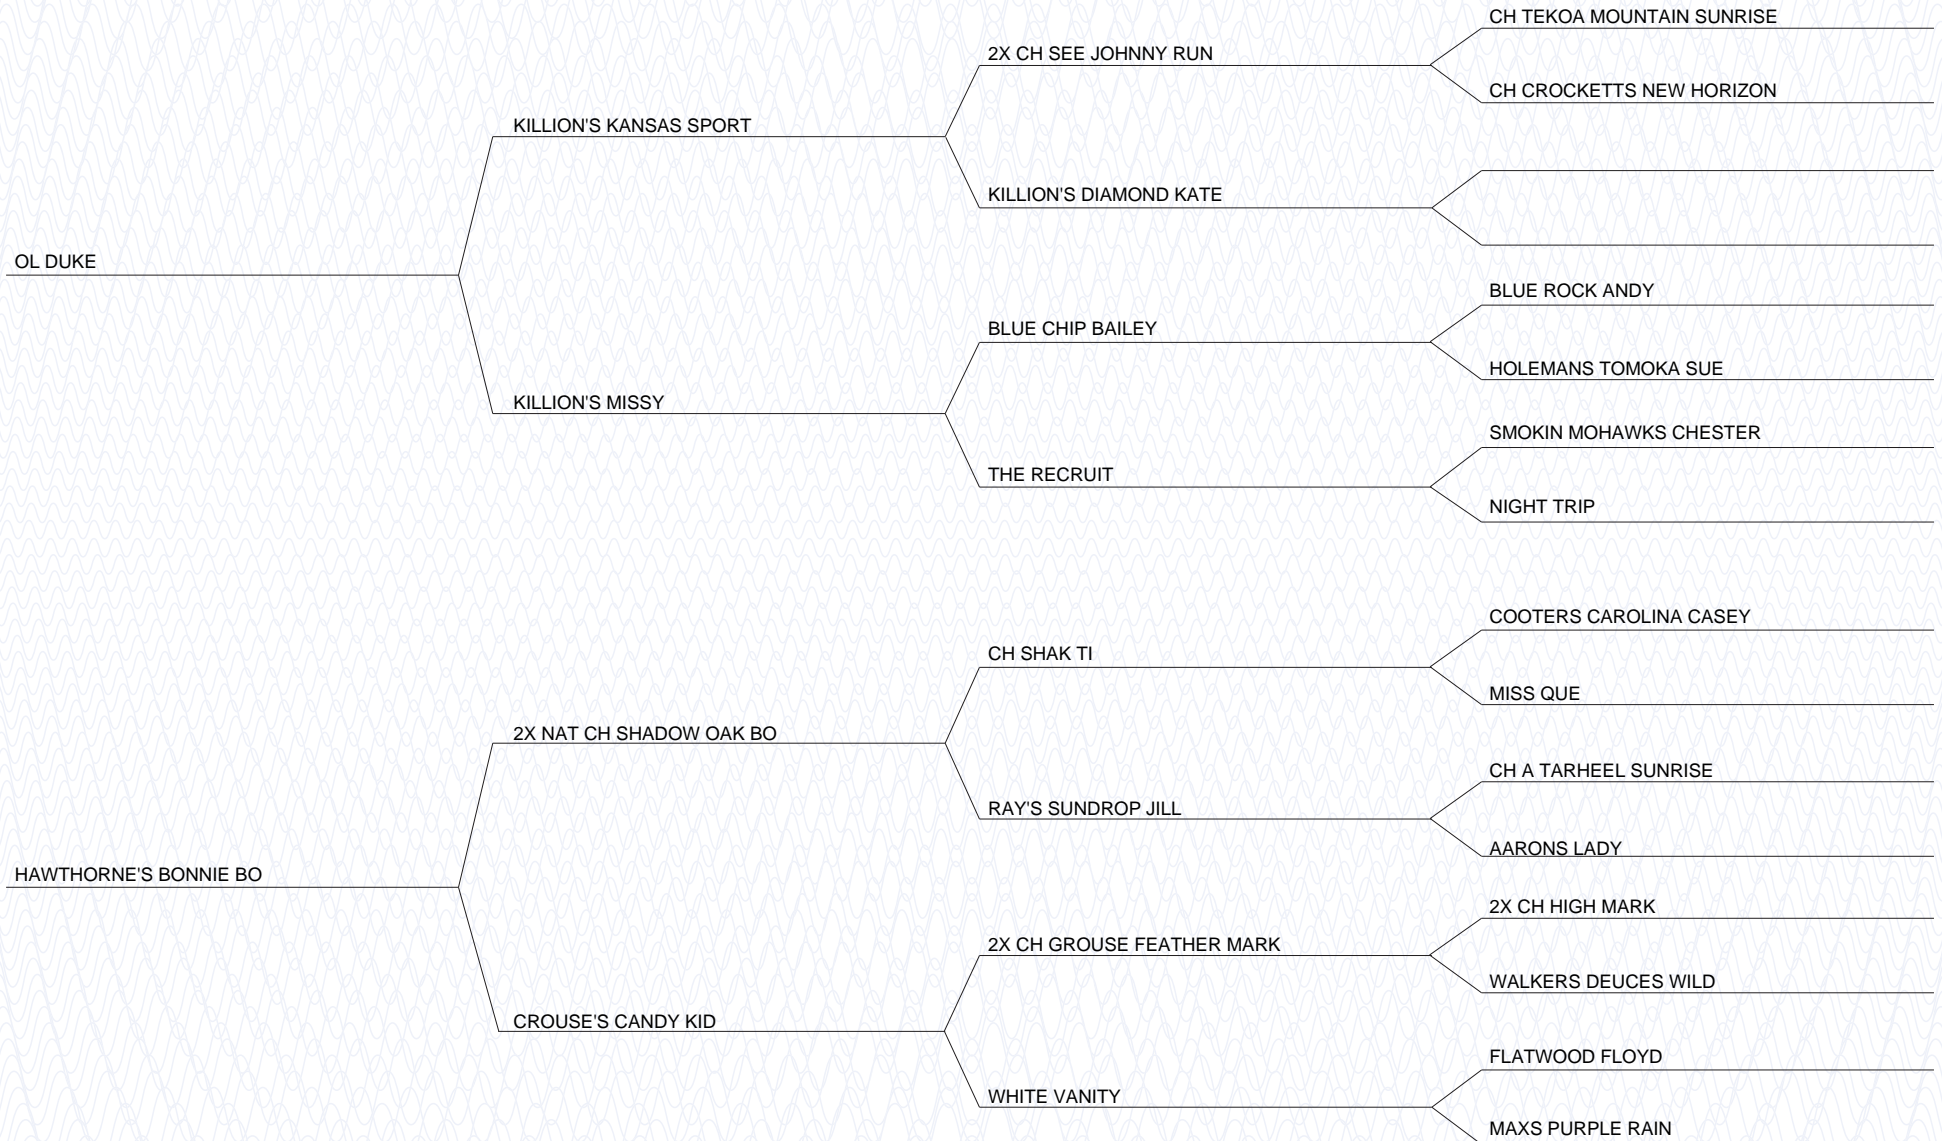 CH TEKOA MOUNTAIN SUNRISE
2X CH SEE JOHNNY RUN
CH CROCKETTS NEW HORIZON
KILLION'S KANSAS SPORT
KILLION'S DIAMOND KATE
OL DUKE
BLUE ROCK ANDY
BLUE CHIP BAILEY
HOLEMANS TOMOKA SUE
KILLION'S MISSY
SMOKIN MOHAWKS CHESTER
THE RECRUIT
NIGHT TRIP
COOTERS CAROLINA CASEY
CH SHAK TI
MISS QUE
2X NAT CH SHADOW OAK BO
CH A TARHEEL SUNRISE
RAY'S SUNDROP JILL
AARONS LADY
HAWTHORNE'S BONNIE BO
2X CH HIGH MARK
2X CH GROUSE FEATHER MARK
WALKERS DEUCES WILD
CROUSE'S CANDY KID
FLATWOOD FLOYD
WHITE VANITY
MAXS PURPLE RAIN